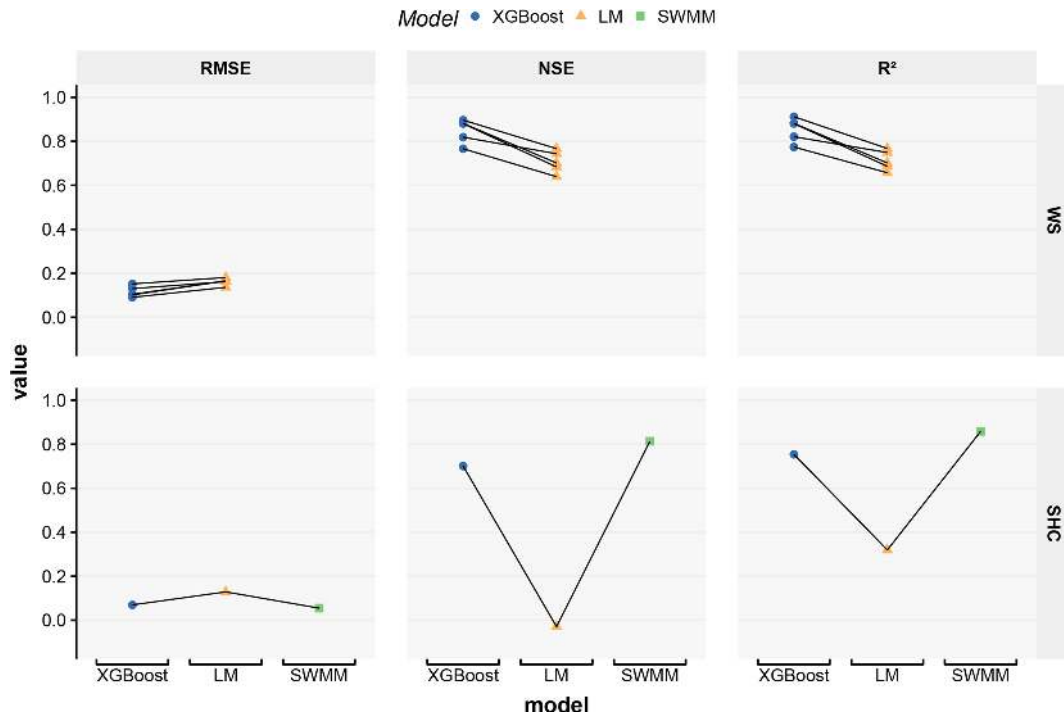 Model XGBoost LM SWMM
RMSE NSE R²
1.0
0.8
0.6
0.4
0.2
0.0
WS
value
1.0
0.8
0.6
0.4
0.2
0.0
SHC
XGBoost LM SWMM XGBoost LM SWMM XGBoost LM SWMM
model